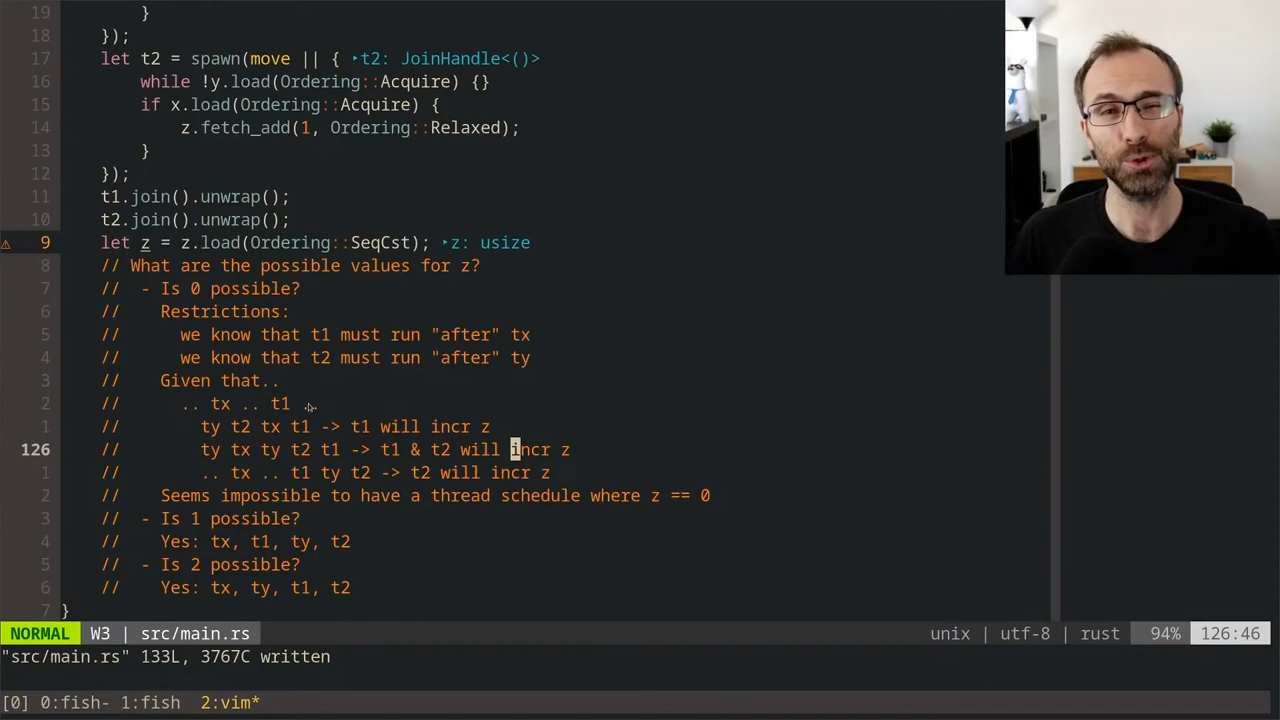 19 }
18 });
17 let t2 = spawn(move || { ‣t2: JoinHandle<()>
16 while !y.load(Ordering::Acquire) {}
15 if x.load(Ordering::Acquire) {
14 z.fetch_add(1, Ordering::Relaxed);
13 }
12 });
11 t1.join().unwrap();
10 t2.join().unwrap();
⚠ 9 let z = z.load(Ordering::SeqCst); ‣z: usize
8 // What are the possible values for z?
7 // - Is 0 possible?
6 // Restrictions:
5 // we know that t1 must run "after" tx
4 // we know that t2 must run "after" ty
3 // Given that..
2 // .. tx .. t1 ..
1 // ty t2 tx t1 -> t1 will incr z
126 // ty tx ty t2 t1 -> t1 & t2 will incr z
1 // .. tx .. t1 ty t2 -> t2 will incr z
2 // Seems impossible to have a thread schedule where z == 0
3 // - Is 1 possible?
4 // Yes: tx, t1, ty, t2
5 // - Is 2 possible?
6 // Yes: tx, ty, t1, t2
7 }
NORMAL W3 | src/main.rs unix | utf-8 | rust 94% 126:46
"src/main.rs" 133L, 3767C written
[0] 0:fish- 1:fish 2:vim*